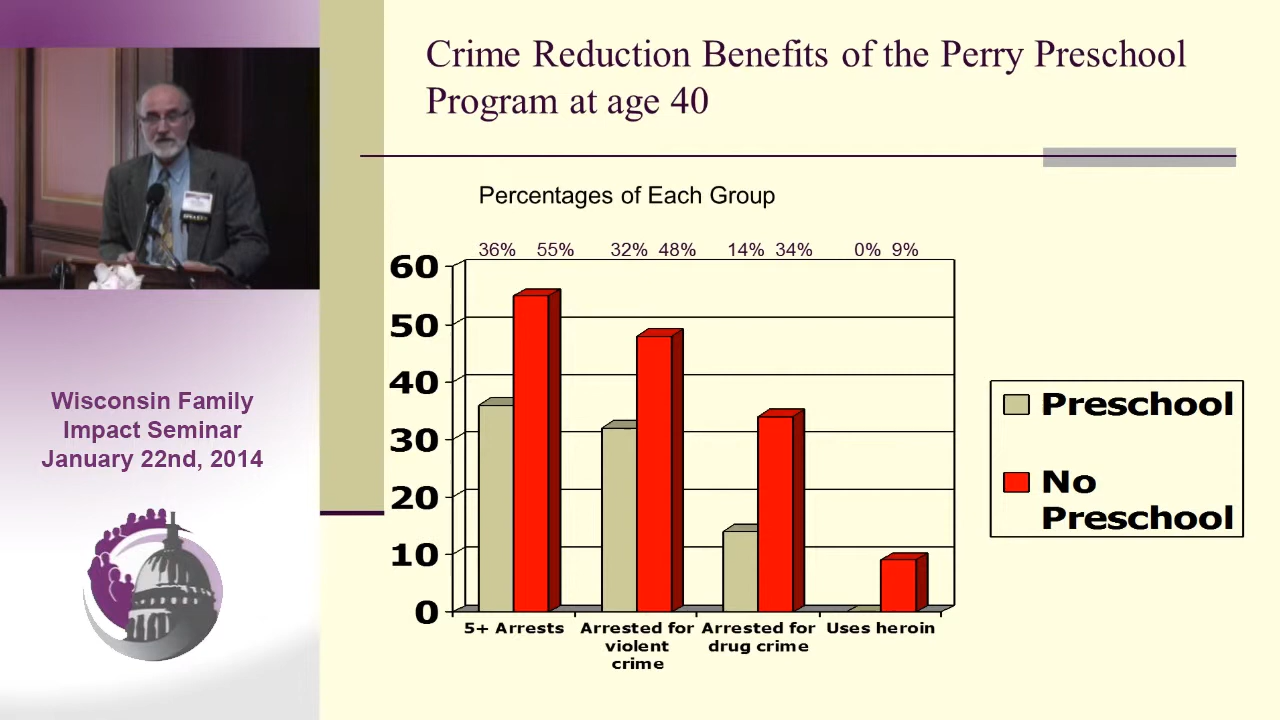 Crime Reduction Benefits of the Perry Preschool
Program at age 40
Percentages of Each Group
36% 55% 32% 48% 14% 34% 0% 9%
60
50
40
30
20
10
0
5+ Arrests
Arrested for
violent
crime
Arrested for
drug crime
Uses heroin
Preschool
No
Preschool
Wisconsin Family
Impact Seminar
January 22nd, 2014